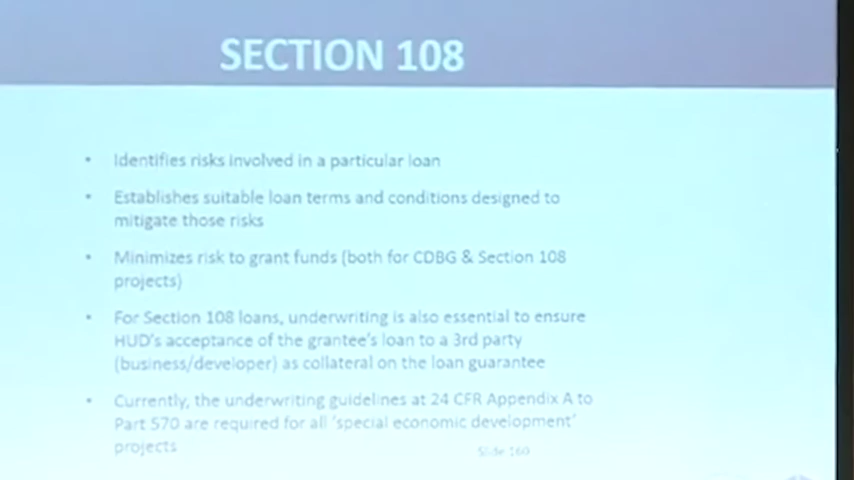 SECTION 108
• Identifies risks involved in a particular loan
• Establishes suitable loan terms and conditions designed to
mitigate those risks
• Minimizes risk to grant funds (both for CDBG & Section 108
projects)
• For Section 108 loans, underwriting is also essential to ensure
HUD's acceptance of the grantee's loan to a 3rd party
(business/developer) as collateral on the loan guarantee
• Currently, the underwriting guidelines at 24 CFR Appendix A to
Part 570 are required for all 'special economic development'
projects
Slide 160